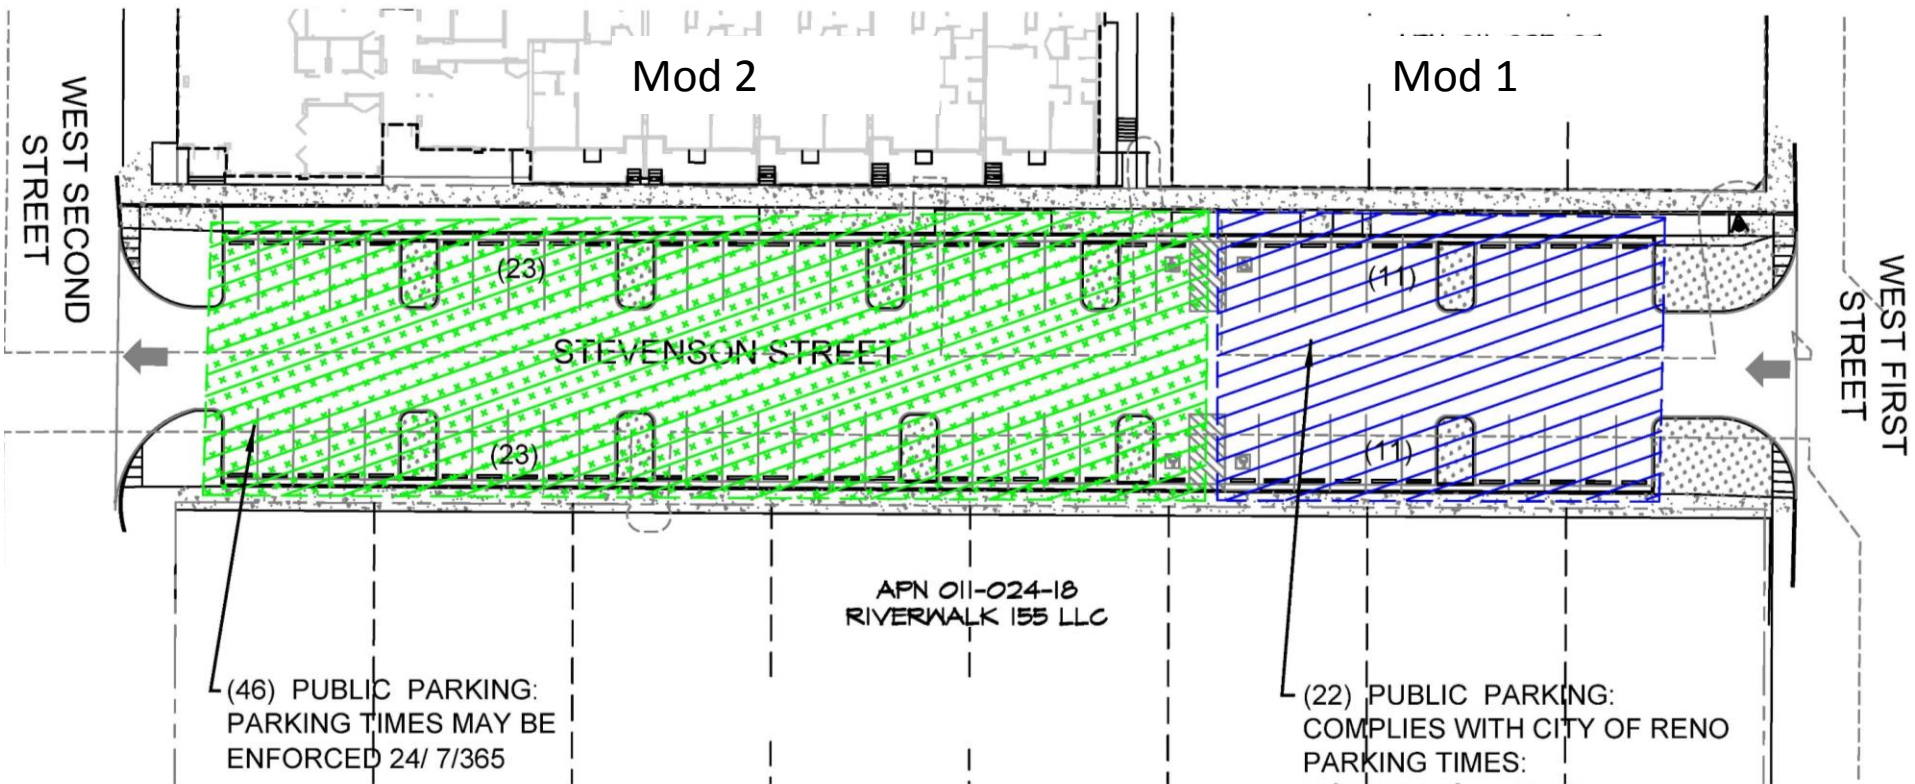 Mod 2
Mod 1
WEST SECOND
STREET
(23)
(11)
STEVENSON STREET
WEST FIRST
STREET
(23)
(11)
APN 011-024-18
RIVERWALK 155 LLC
(46) PUBLIC PARKING:
PARKING TIMES MAY BE
ENFORCED 24/ 7/365
(22) PUBLIC PARKING:
COMPLIES WITH CITY OF RENO
PARKING TIMES: